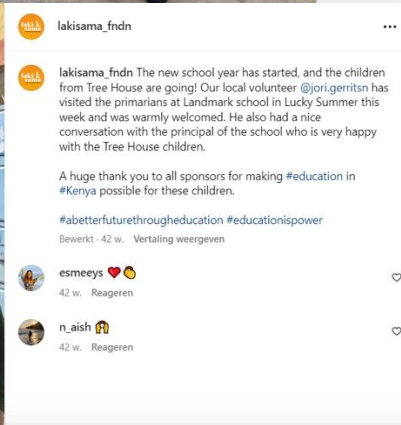 laki sama
lakisama_fndn
...
laki sama
lakisama_fndn The new school year has started, and the children
from Tree House are going! Our local volunteer @jori.gerritsn has
visited the primarians at Landmark school in Lucky Summer this
week and was warmly welcomed. He also had a nice
conversation with the principal of the school who is very happy
with the Tree House children.
A huge thank you to all sponsors for making #education in
#Kenya possible for these children.
#abetterfuturethrougheducation #educationispower
Bewerkt · 42 w. Vertaling weergeven
esmeeys ❤️👏
42 w. Reageren
n_aish 🙌
42 w. Reageren